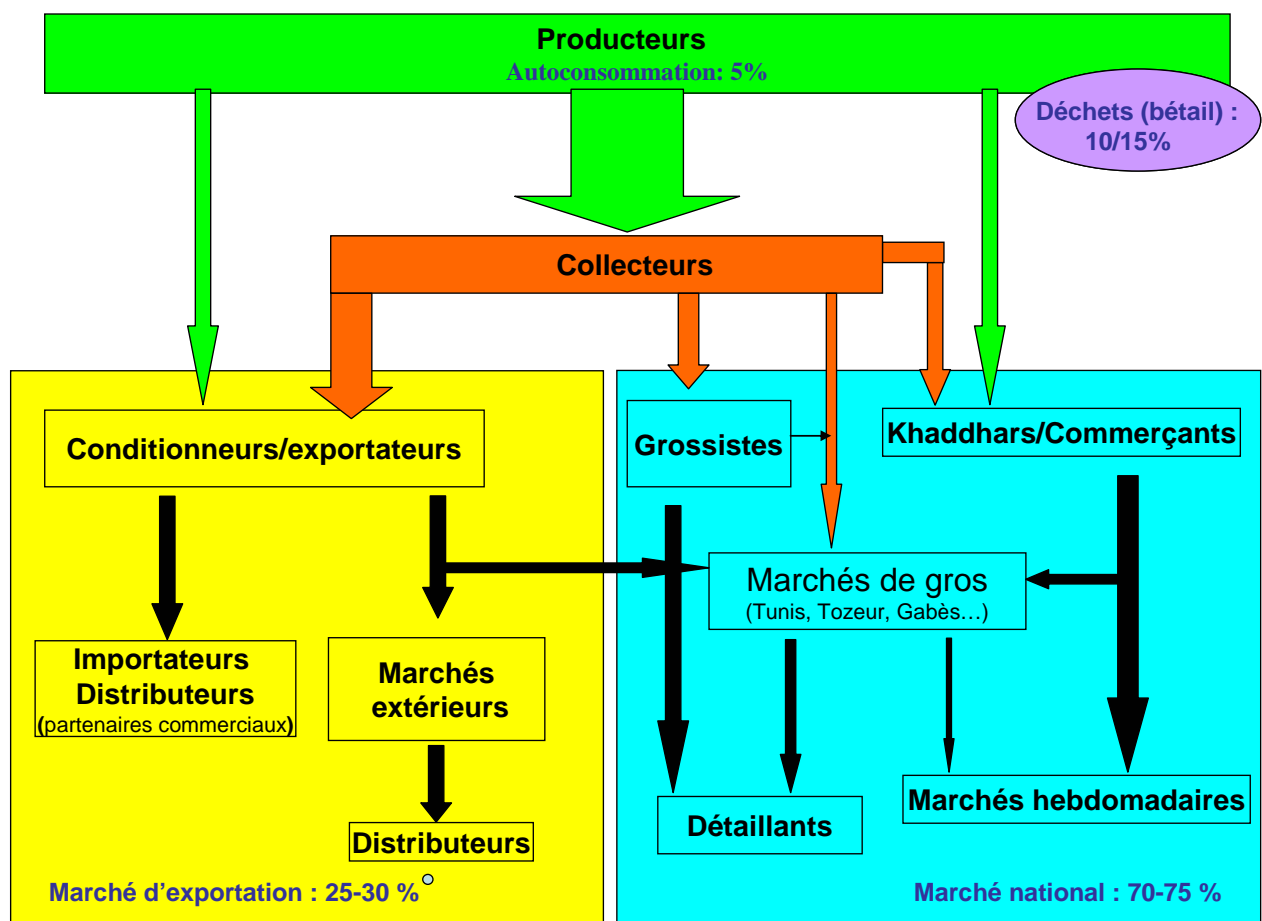 Producteurs
Autoconsommation: 5%
Déchets (bétail) :
10/15%
Collecteurs
Conditionneurs/exportateurs
Grossistes
Khaddhars/Commerçants
Marchés de gros
(Tunis, Tozeur, Gabès…)
Importateurs
Distributeurs
(partenaires commerciaux)
Marchés
extérieurs
Distributeurs
Détaillants
Marchés hebdomadaires
Marché d’exportation : 25-30 %
Marché national : 70-75 %